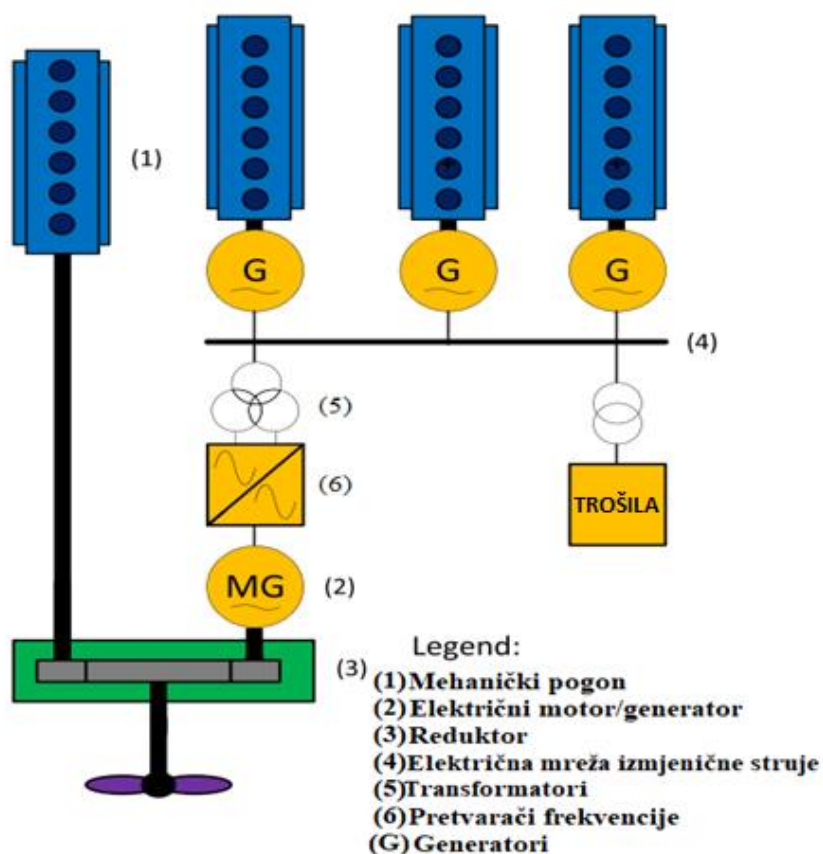 (1)
G
G
G
(4)
(5)
(6)
TROŠILA
MG
(2)
(3)
Legend:
(1)Mehanički pogon
(2)Električni motor/generator
(3)Reduktor
(4)Električna mreža izmjenične struje
(5)Transformatori
(6)Pretvarači frekvencije
(G) Generatori